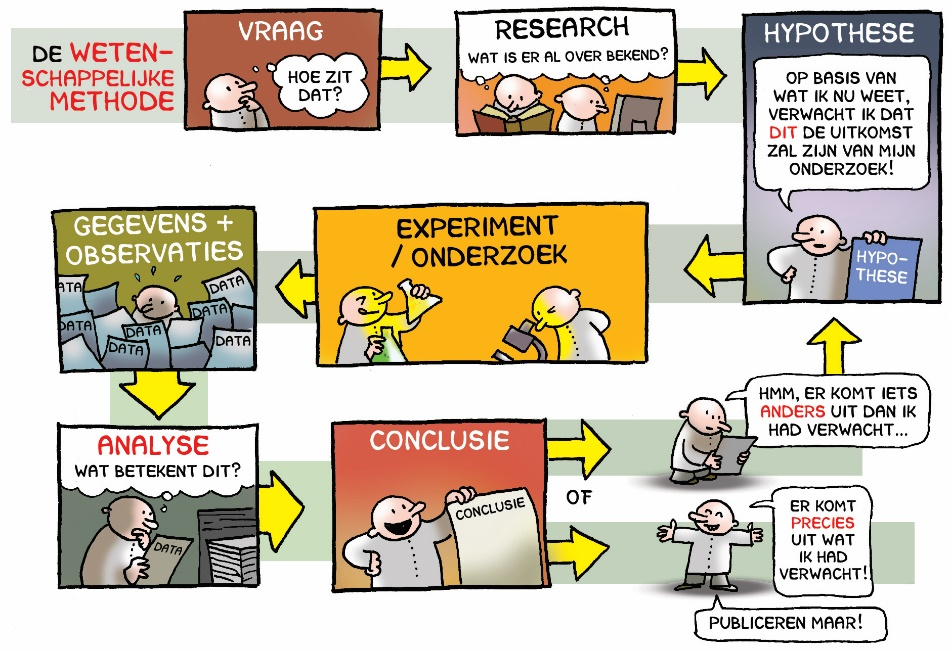 DE WETEN-
SCHAPPELIJKE
METHODE
VRAAG
HOE ZIT
DAT?
RESEARCH
WAT IS ER AL OVER BEKEND?
HYPOTHESE
OP BASIS VAN
WAT IK NU WEET,
VERWACHT IK DAT
DIT DE UITKOMST
ZAL ZIJN VAN MIJN
ONDERZOEK!
HYPO-
THESE
EXPERIMENT
/ ONDERZOEK
GEGEVENS +
OBSERVATIES
ATA
DATA
DATA
DATA
DATA
DATA
DATA
ANALYSE
WAT BETEKENT DIT?
DATA
CONCLUSIE
CONCLUSIE
OF
HMM, ER KOMT IETS
ANDERS UIT DAN IK
HAD VERWACHT...
ER KOMT
PRECIES
UIT WAT
IK HAD
VERWACHT!
PUBLICEREN MAAR!